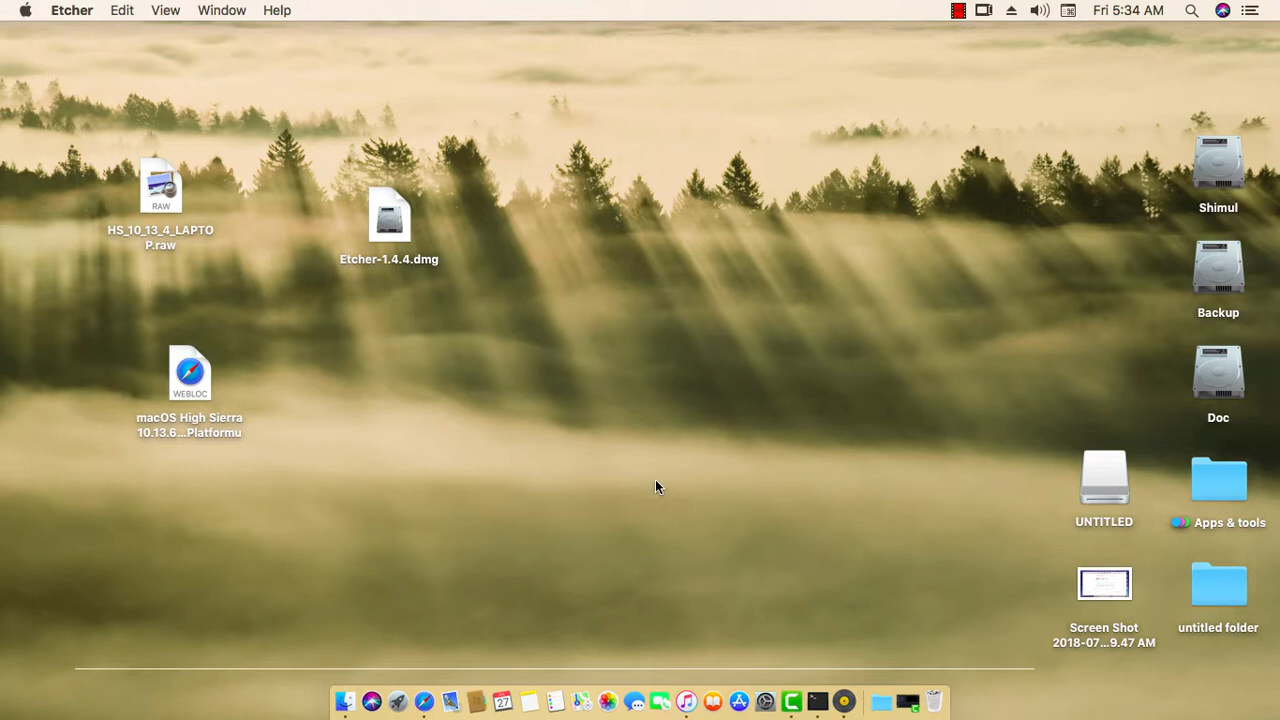 Etcher Edit View Window Help Fri 5:34 AM
RAW
HS_10_13_4_LAPTO
P.raw
Etcher-1.4.4.dmg
WEBLOC
macOS High Sierra
10.13.6...Platformu
Shimul
Backup
Doc
UNTITLED
Apps & tools
Screen Shot
2018-07...9.47 AM
untitled folder
27